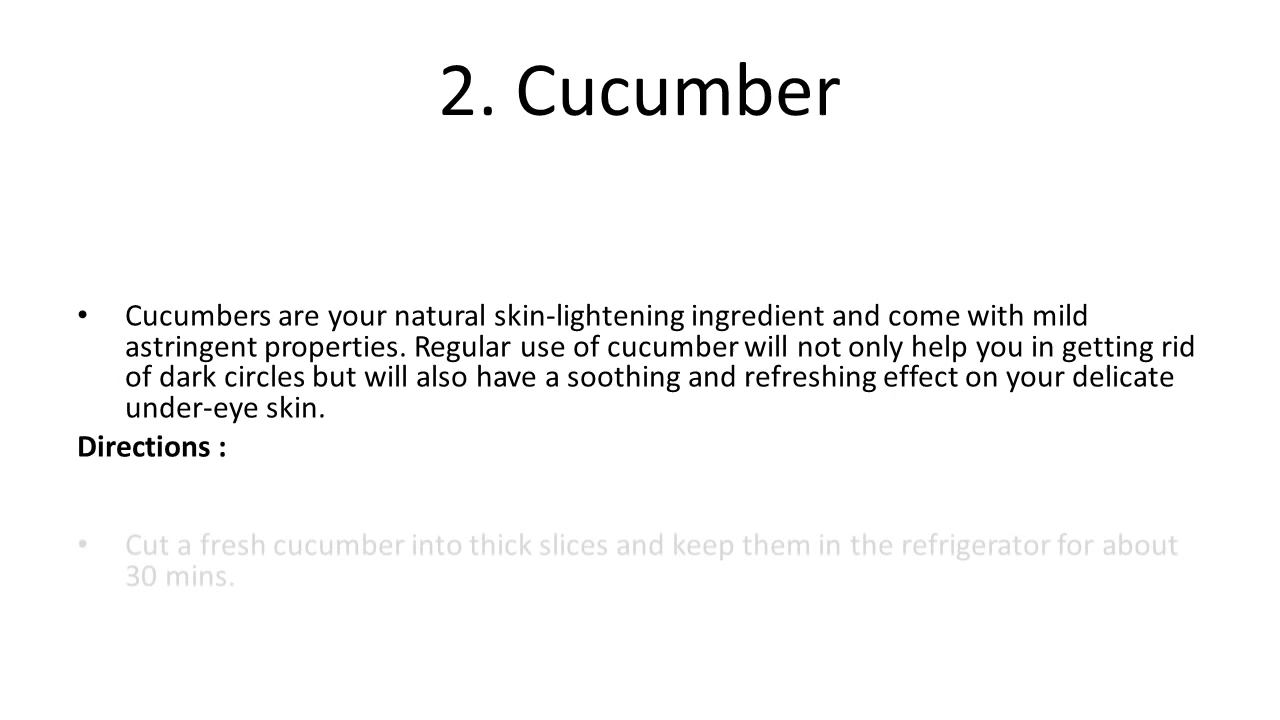 2. Cucumber
• Cucumbers are your natural skin-lightening ingredient and come with mild
astringent properties. Regular use of cucumber will not only help you in getting rid
of dark circles but will also have a soothing and refreshing effect on your delicate
under-eye skin.
Directions :
• Cut a fresh cucumber into thick slices and keep them in the refrigerator for about
30 mins.